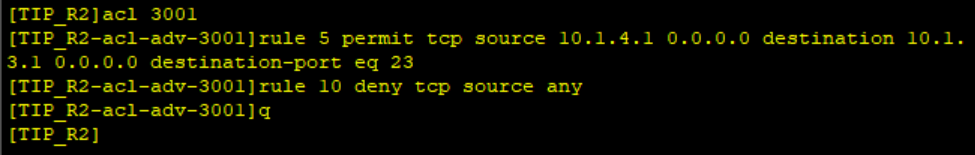 [TIP_R2]acl 3001
[TIP_R2-acl-adv-3001]rule 5 permit tcp source 10.1.4.1 0.0.0.0 destination 10.1.
3.1 0.0.0.0 destination-port eq 23
[TIP_R2-acl-adv-3001]rule 10 deny tcp source any
[TIP_R2-acl-adv-3001]q
[TIP_R2]